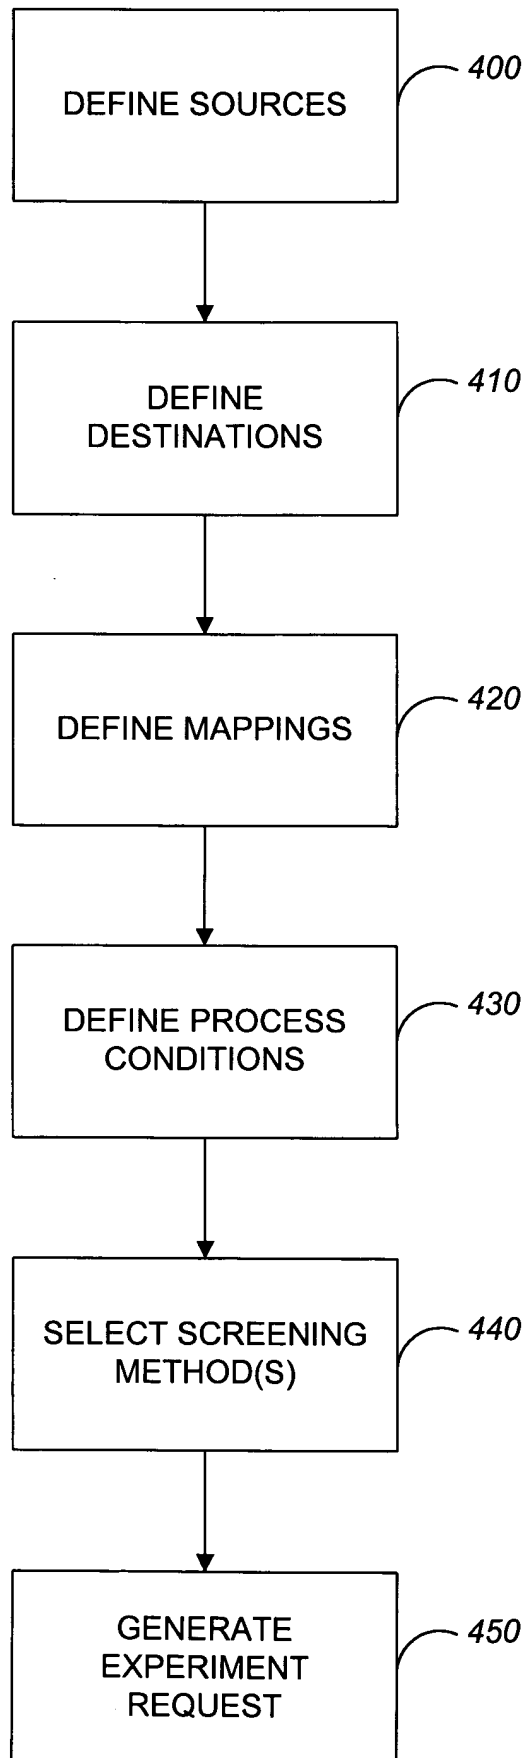 DEFINE SOURCES
400
DEFINE
DESTINATIONS
410
DEFINE MAPPINGS
420
DEFINE PROCESS
CONDITIONS
430
SELECT SCREENING
METHOD(S)
440
GENERATE
EXPERIMENT
REQUEST
450